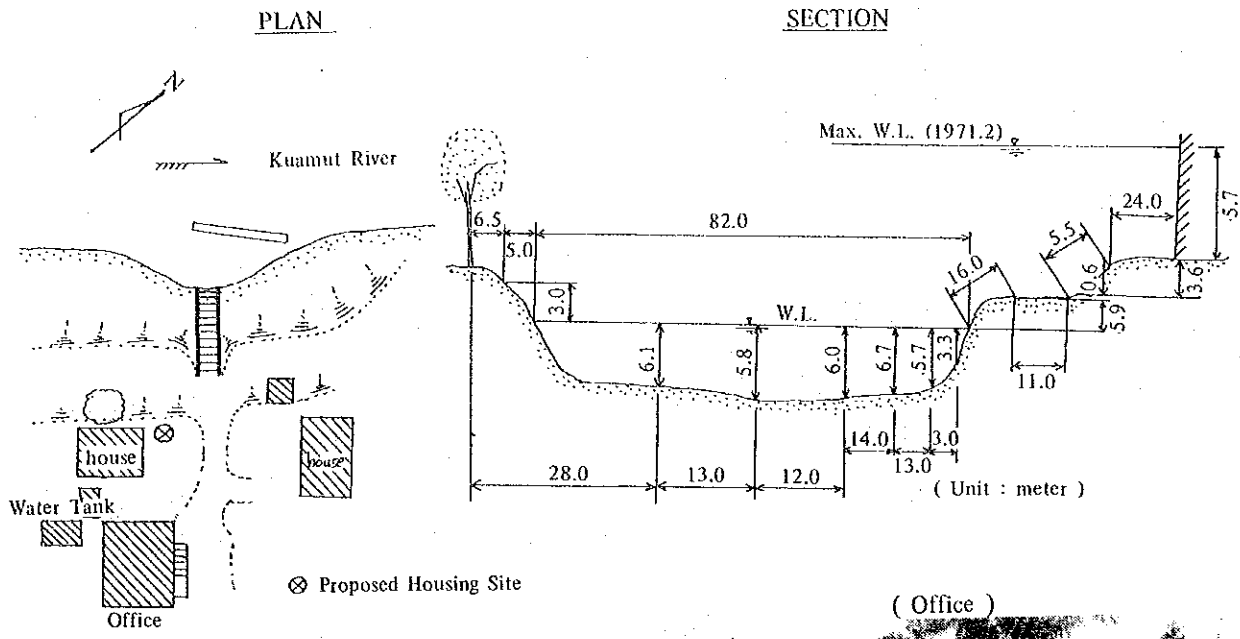 PLAN
SECTION
N
Kuamut River
Max. W.L. (1971.2)
6.5
5.0
82.0
24.0
5.7
5.5
16.0
0.6
3.6
3.0
W.L.
5.9
6.1
5.8
6.0
6.7
5.7
3.3
11.0
14.0
3.0
13.0
28.0
13.0
12.0
( Unit : meter )
house
house
Water Tank
Office
⊗ Proposed Housing Site
( Office )